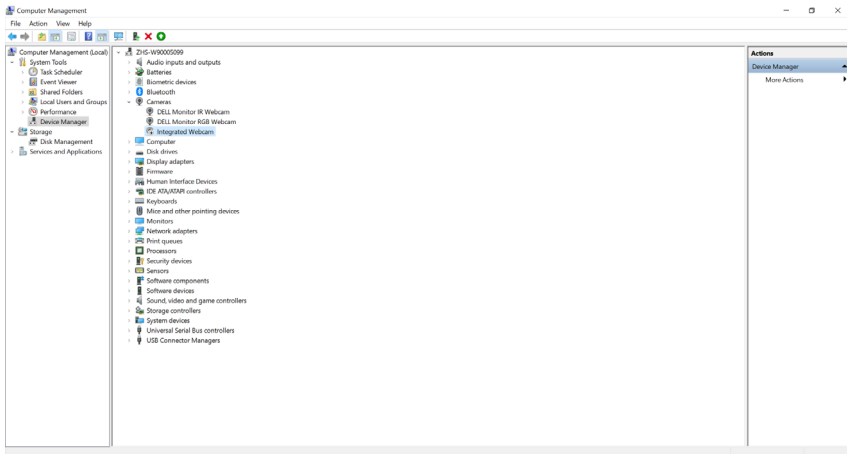 Computer Management
File Action View Help
Computer Management (Local)
System Tools
Task Scheduler
Event Viewer
Shared Folders
Local Users and Groups
Performance
Device Manager
Storage
Disk Management
Services and Applications
ZHS-W90005099
Audio inputs and outputs
Batteries
Biometric devices
Bluetooth
Cameras
DELL Monitor IR Webcam
DELL Monitor RGB Webcam
Integrated Webcam
Computer
Disk drives
Display adapters
Firmware
Human Interface Devices
IDE ATA/ATAPI controllers
Keyboards
Mice and other pointing devices
Monitors
Network adapters
Print queues
Processors
Security devices
Sensors
Software components
Software devices
Sound, video and game controllers
Storage controllers
System devices
Universal Serial Bus controllers
USB Connector Managers
Actions
Device Manager
More Actions